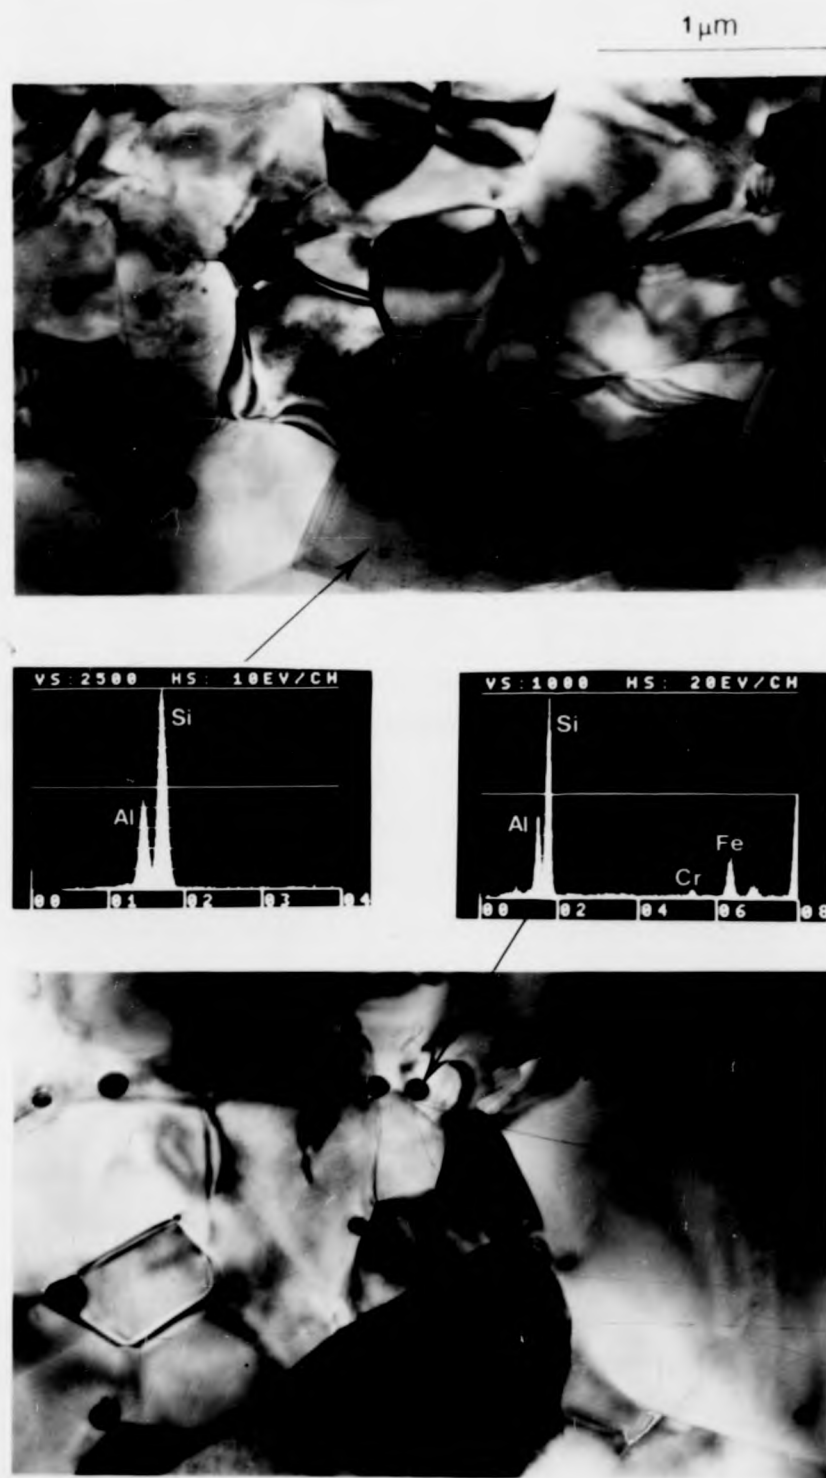 1 μm
VS:2500 HS: 10EV/CH
Si
Al
00 01 02 03 04
VS:1000 HS: 20EV/CH
Si
Al
Fe
Cr
00 02 04 06 08